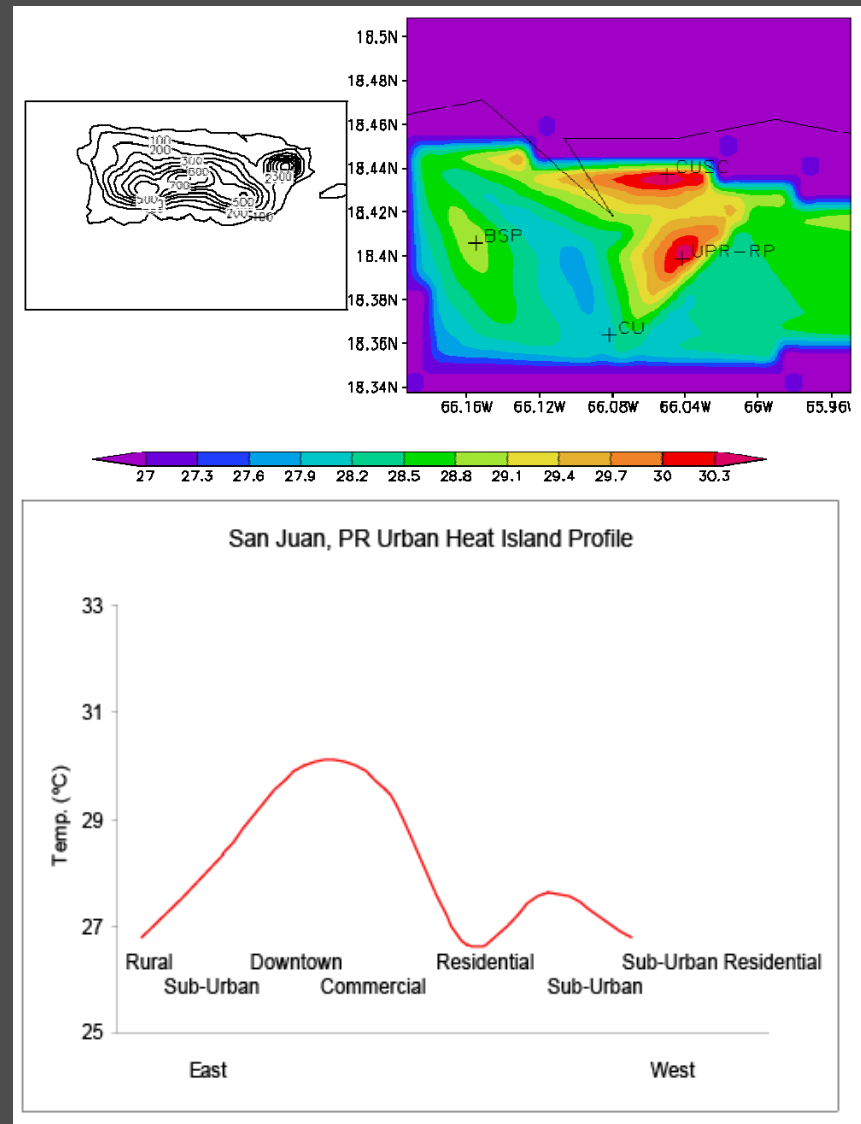 100
200
300
600
700
500
500
200
100
2300
18.5N
18.48N
18.46N
18.44N
18.42N
18.4N
18.38N
18.36N
18.34N
CUSC
BSP
UPR-RP
CU
66.16W 66.12W 66.08W 66.04W 66W 65.96W
27 27.3 27.6 27.9 28.2 28.5 28.8 29.1 29.4 29.7 30 30.3
San Juan, PR Urban Heat Island Profile
Temp. (ºC)
33
31
29
27
25
Rural Downtown Residential Sub-Urban Residential
Sub-Urban Commercial Sub-Urban
East West